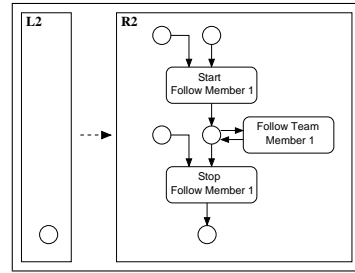 L2
R2
Start
Follow Member 1
Follow Team
Member 1
Stop
Follow Member 1